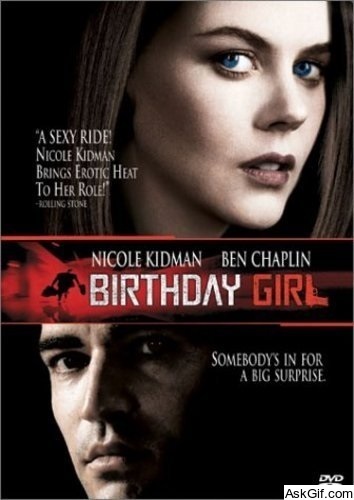 "A SEXY RIDE!
NICOLE KIDMAN
BRINGS EROTIC HEAT
TO HER ROLE!"
-ROLLING STONE
NICOLE KIDMAN BEN CHAPLIN
BIRTHDAY GIRL
SOMEBODY'S IN FOR
A BIG SURPRISE.
DVD
AskGif.com